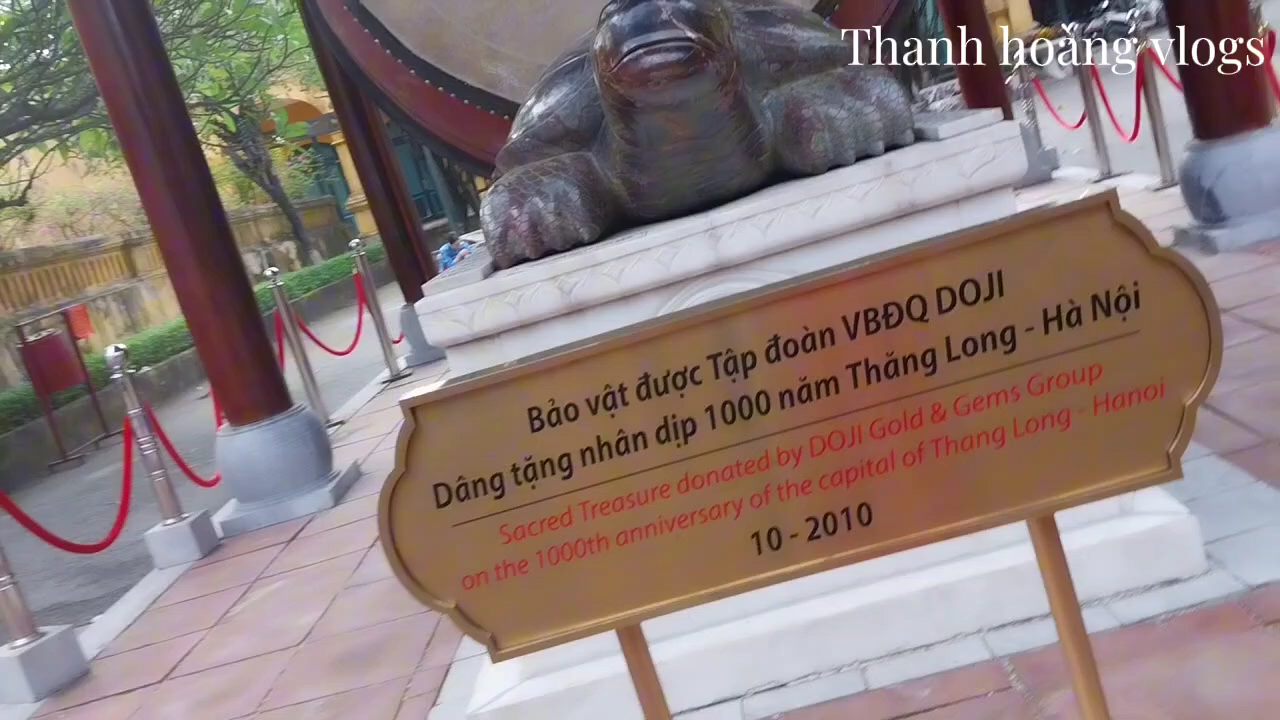 Thanh hoằng vlogs
Bảo vật được Tập đoàn VBĐQ DOJI
Dâng tặng nhân dịp 1000 năm Thăng Long - Hà Nội
Sacred Treasure donated by DOJI Gold & Gems Group
on the 1000th anniversary of the capital of Thang Long - Hanoi
10 - 2010